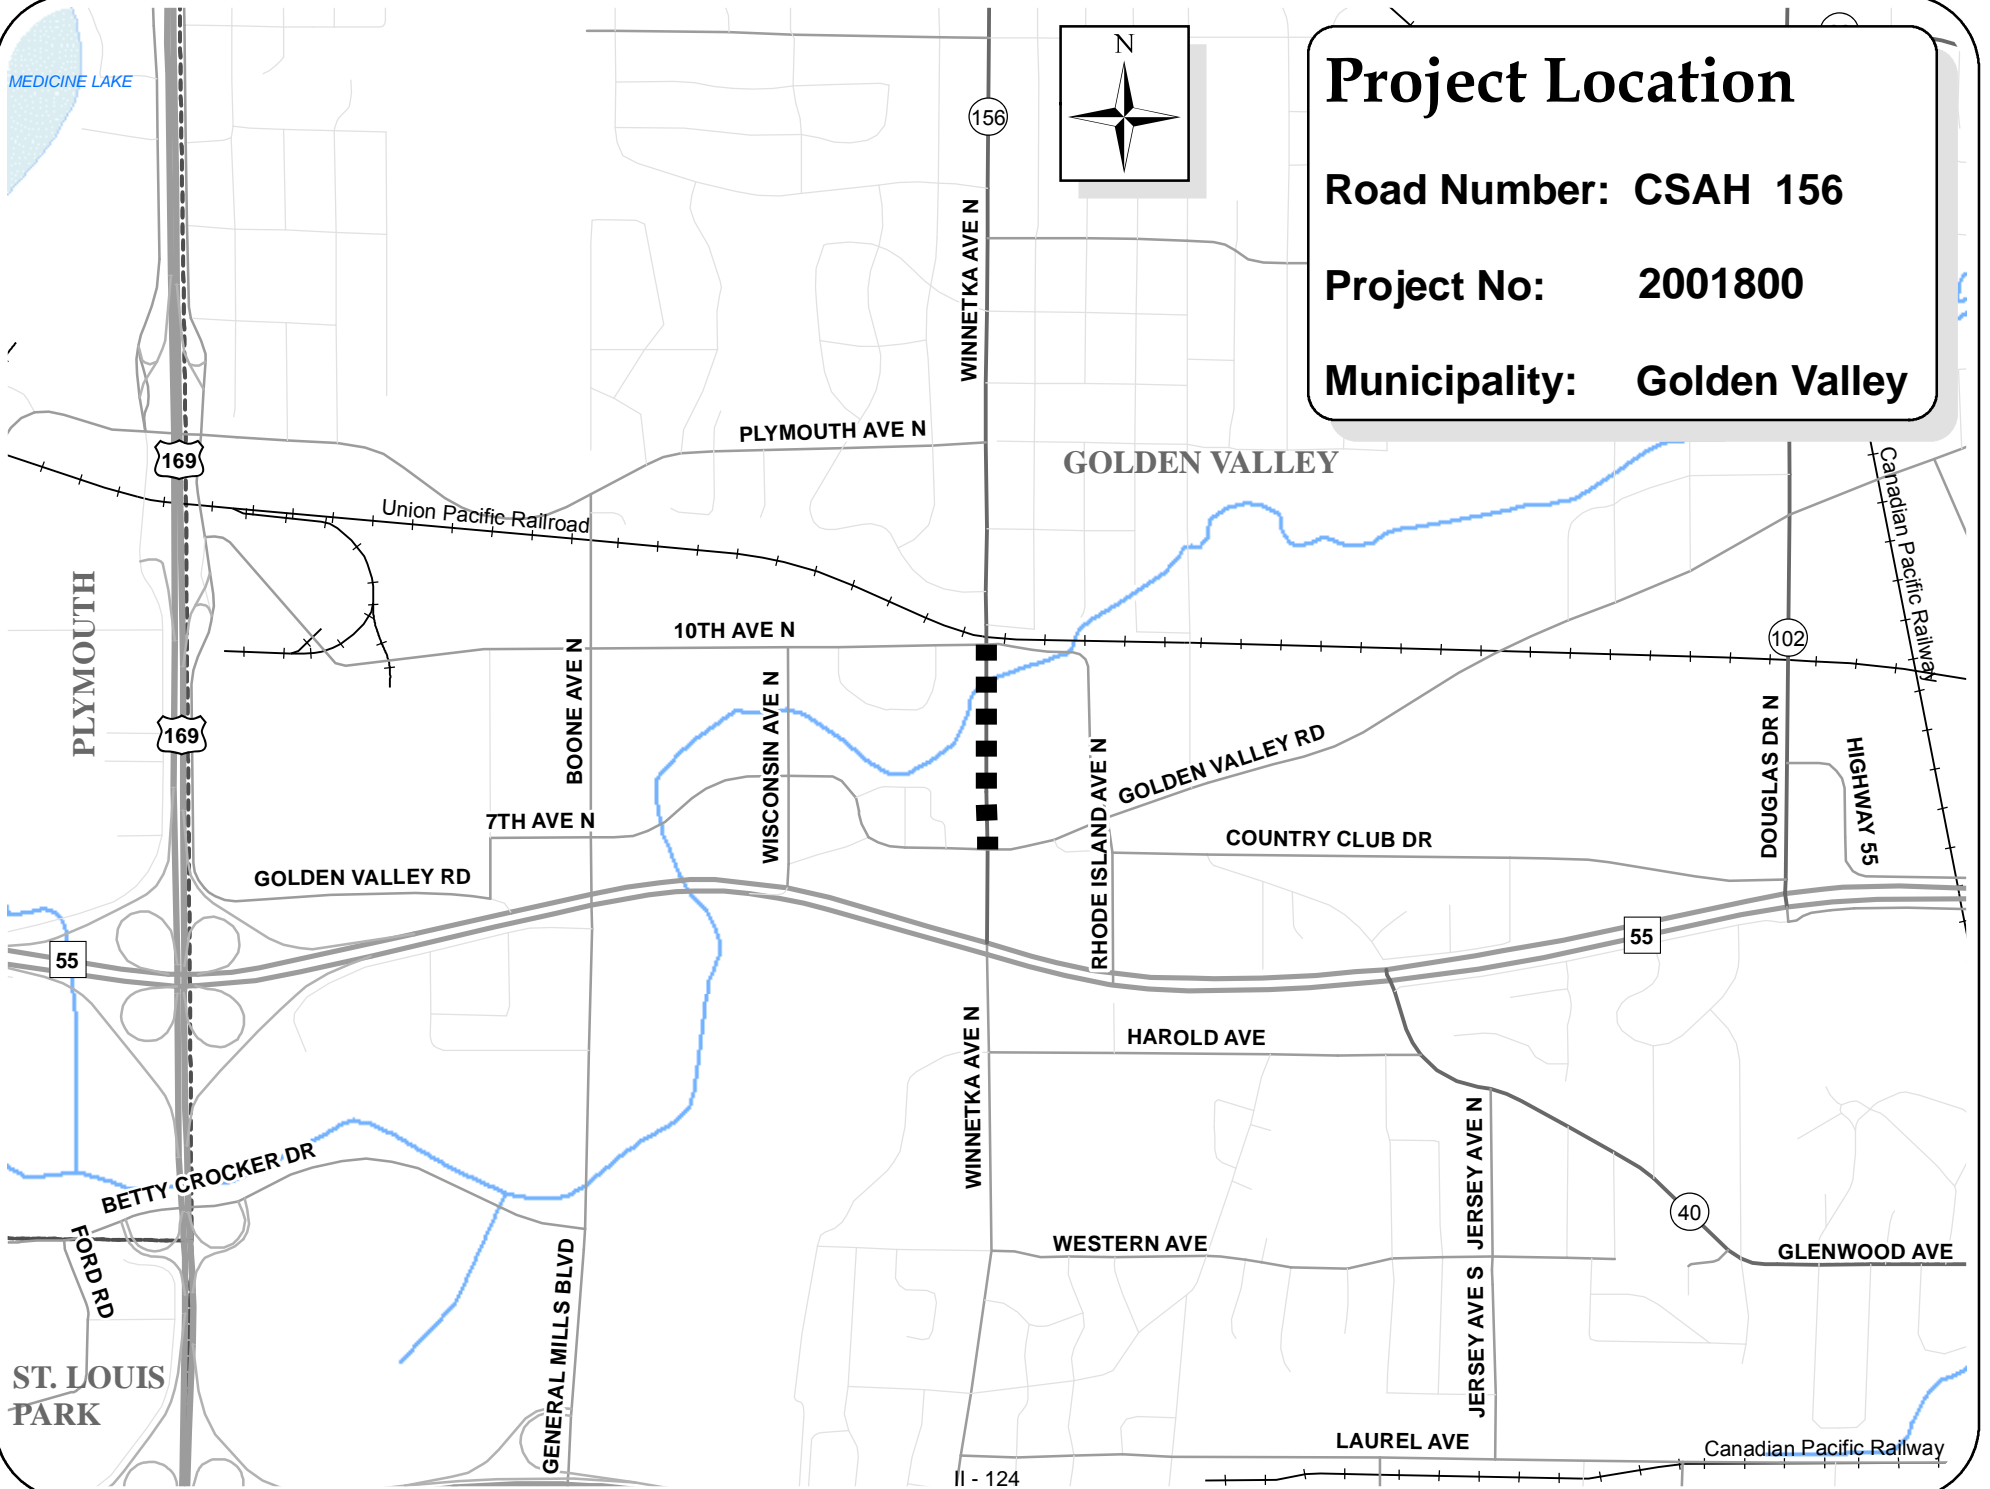 MEDICINE LAKE
N
156
Project Location
Road Number: CSAH 156
Project No: 2001800
Municipality: Golden Valley
WINNETKA AVE N
PLYMOUTH AVE N
GOLDEN VALLEY
169
Union Pacific Railroad
Canadian Pacific Railway
PLYMOUTH
10TH AVE N
102
BOONE AVE N
WISCONSIN AVE N
169
RHODE ISLAND AVE N
GOLDEN VALLEY RD
DOUGLAS DR N
HIGHWAY 55
7TH AVE N
COUNTRY CLUB DR
GOLDEN VALLEY RD
55
55
WINNETKA AVE N
HAROLD AVE
JERSEY AVE N
BETTY CROCKER DR
40
FORD RD
GENERAL MILLS BLVD
WESTERN AVE
GLENWOOD AVE
JERSEY AVE S
ST. LOUIS
PARK
LAUREL AVE
Canadian Pacific Railway
II - 124